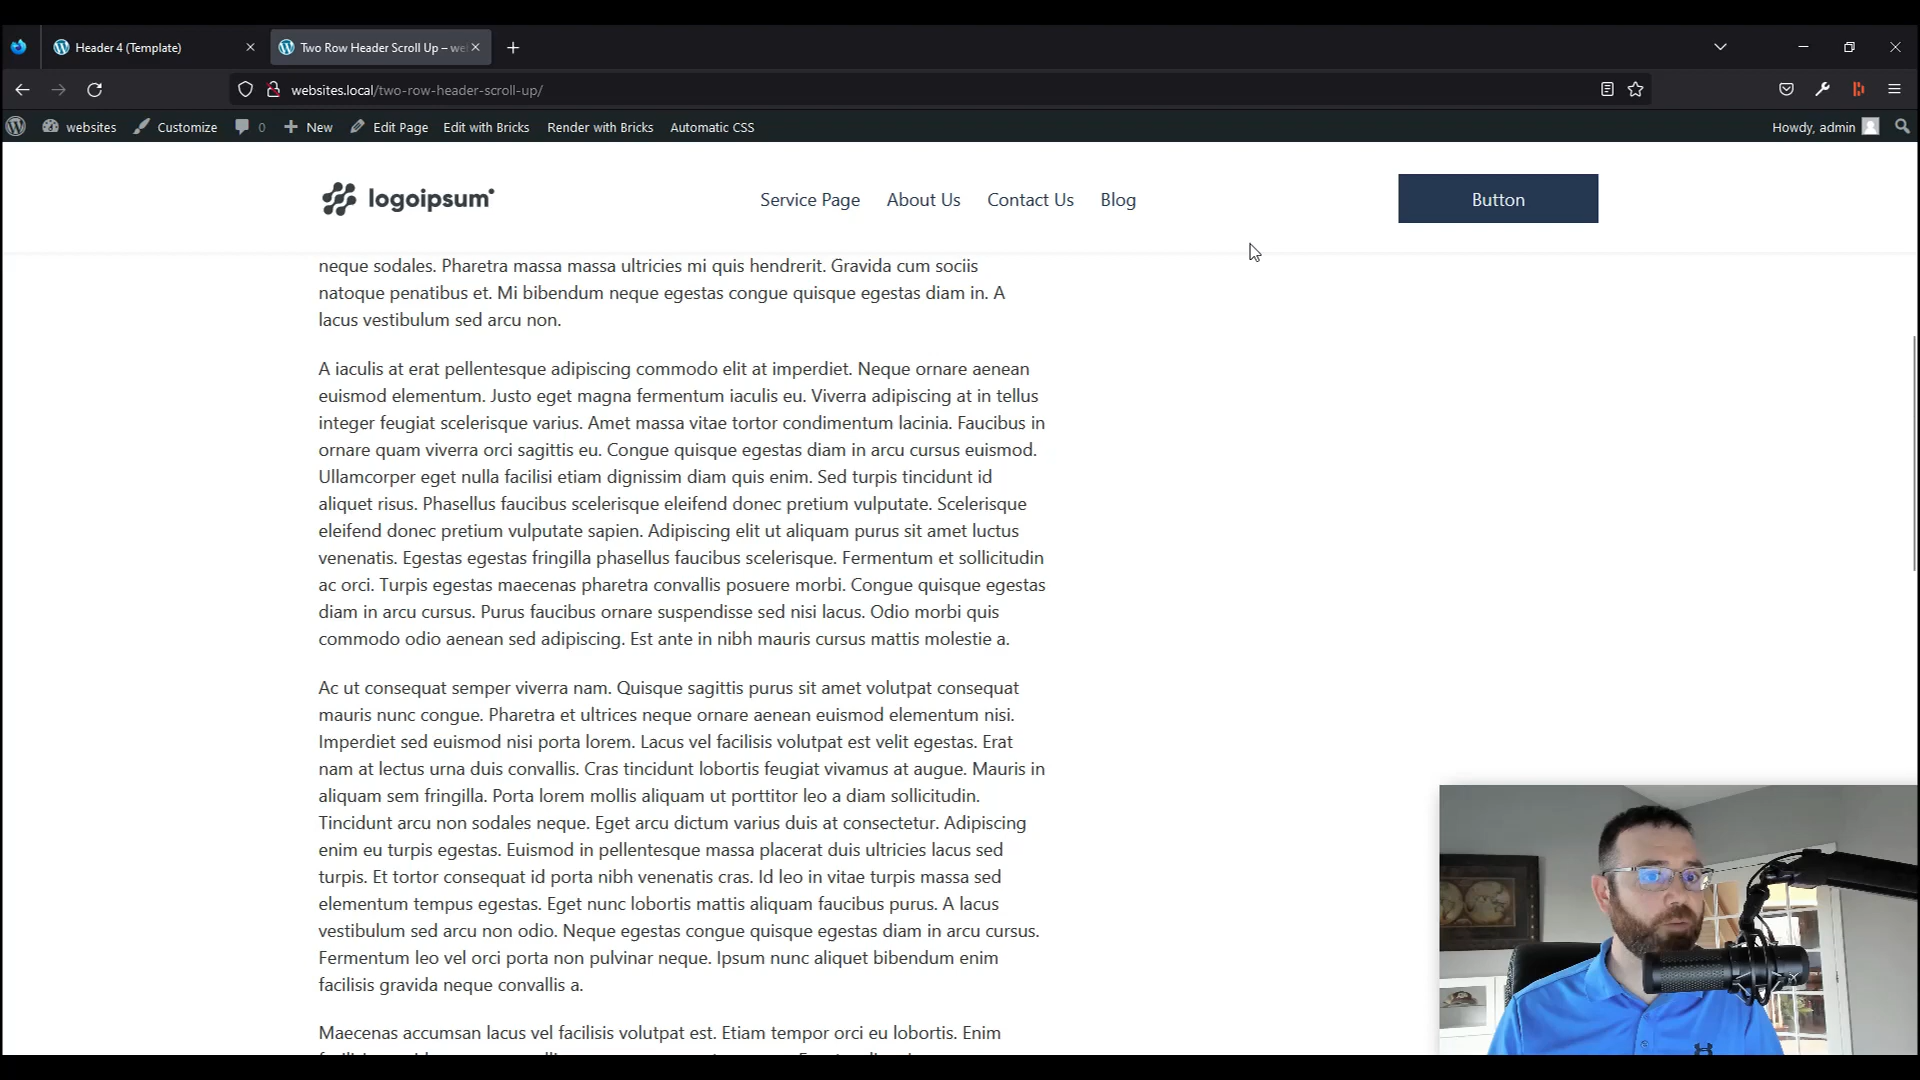 Header 4 (Template)
Two Row Header Scroll Up – we
websites.local/two-row-header-scroll-up/
websites Customize 0 New Edit Page Edit with Bricks Render with Bricks Automatic CSS Howdy, admin
logoipsum Service Page About Us Contact Us Blog Button
neque sodales. Pharetra massa massa ultricies mi quis hendrerit. Gravida cum sociis
natoque penatibus et. Mi bibendum neque egestas congue quisque egestas diam in. A
lacus vestibulum sed arcu non.
A iaculis at erat pellentesque adipiscing commodo elit at imperdiet. Neque ornare aenean
euismod elementum. Justo eget magna fermentum iaculis eu. Viverra adipiscing at in tellus
integer feugiat scelerisque varius. Amet massa vitae tortor condimentum lacinia. Faucibus in
ornare quam viverra orci sagittis eu. Congue quisque egestas diam in arcu cursus euismod.
Ullamcorper eget nulla facilisi etiam dignissim diam quis enim. Sed turpis tincidunt id
aliquet risus. Phasellus faucibus scelerisque eleifend donec pretium vulputate. Scelerisque
eleifend donec pretium vulputate sapien. Adipiscing elit ut aliquam purus sit amet luctus
venenatis. Egestas egestas fringilla phasellus faucibus scelerisque. Fermentum et sollicitudin
ac orci. Turpis egestas maecenas pharetra convallis posuere morbi. Congue quisque egestas
diam in arcu cursus. Purus faucibus ornare suspendisse sed nisi lacus. Odio morbi quis
commodo odio aenean sed adipiscing. Est ante in nibh mauris cursus mattis molestie a.
Ac ut consequat semper viverra nam. Quisque sagittis purus sit amet volutpat consequat
mauris nunc congue. Pharetra et ultrices neque ornare aenean euismod elementum nisi.
Imperdiet sed euismod nisi porta lorem. Lacus vel facilisis volutpat est velit egestas. Erat
nam at lectus urna duis convallis. Cras tincidunt lobortis feugiat vivamus at augue. Mauris in
aliquam sem fringilla. Porta lorem mollis aliquam ut porttitor leo a diam sollicitudin.
Tincidunt arcu non sodales neque. Eget arcu dictum varius duis at consectetur. Adipiscing
enim eu turpis egestas. Euismod in pellentesque massa placerat duis ultricies lacus sed
turpis. Et tortor consequat id porta nibh venenatis cras. Id leo in vitae turpis massa sed
elementum tempus egestas. Eget nunc lobortis mattis aliquam faucibus purus. A lacus
vestibulum sed arcu non odio. Neque egestas congue quisque egestas diam in arcu cursus.
Fermentum leo vel orci porta non pulvinar neque. Ipsum nunc aliquet bibendum enim
facilisis gravida neque convallis a.
Maecenas accumsan lacus vel facilisis volutpat est. Etiam tempor orci eu lobortis. Enim